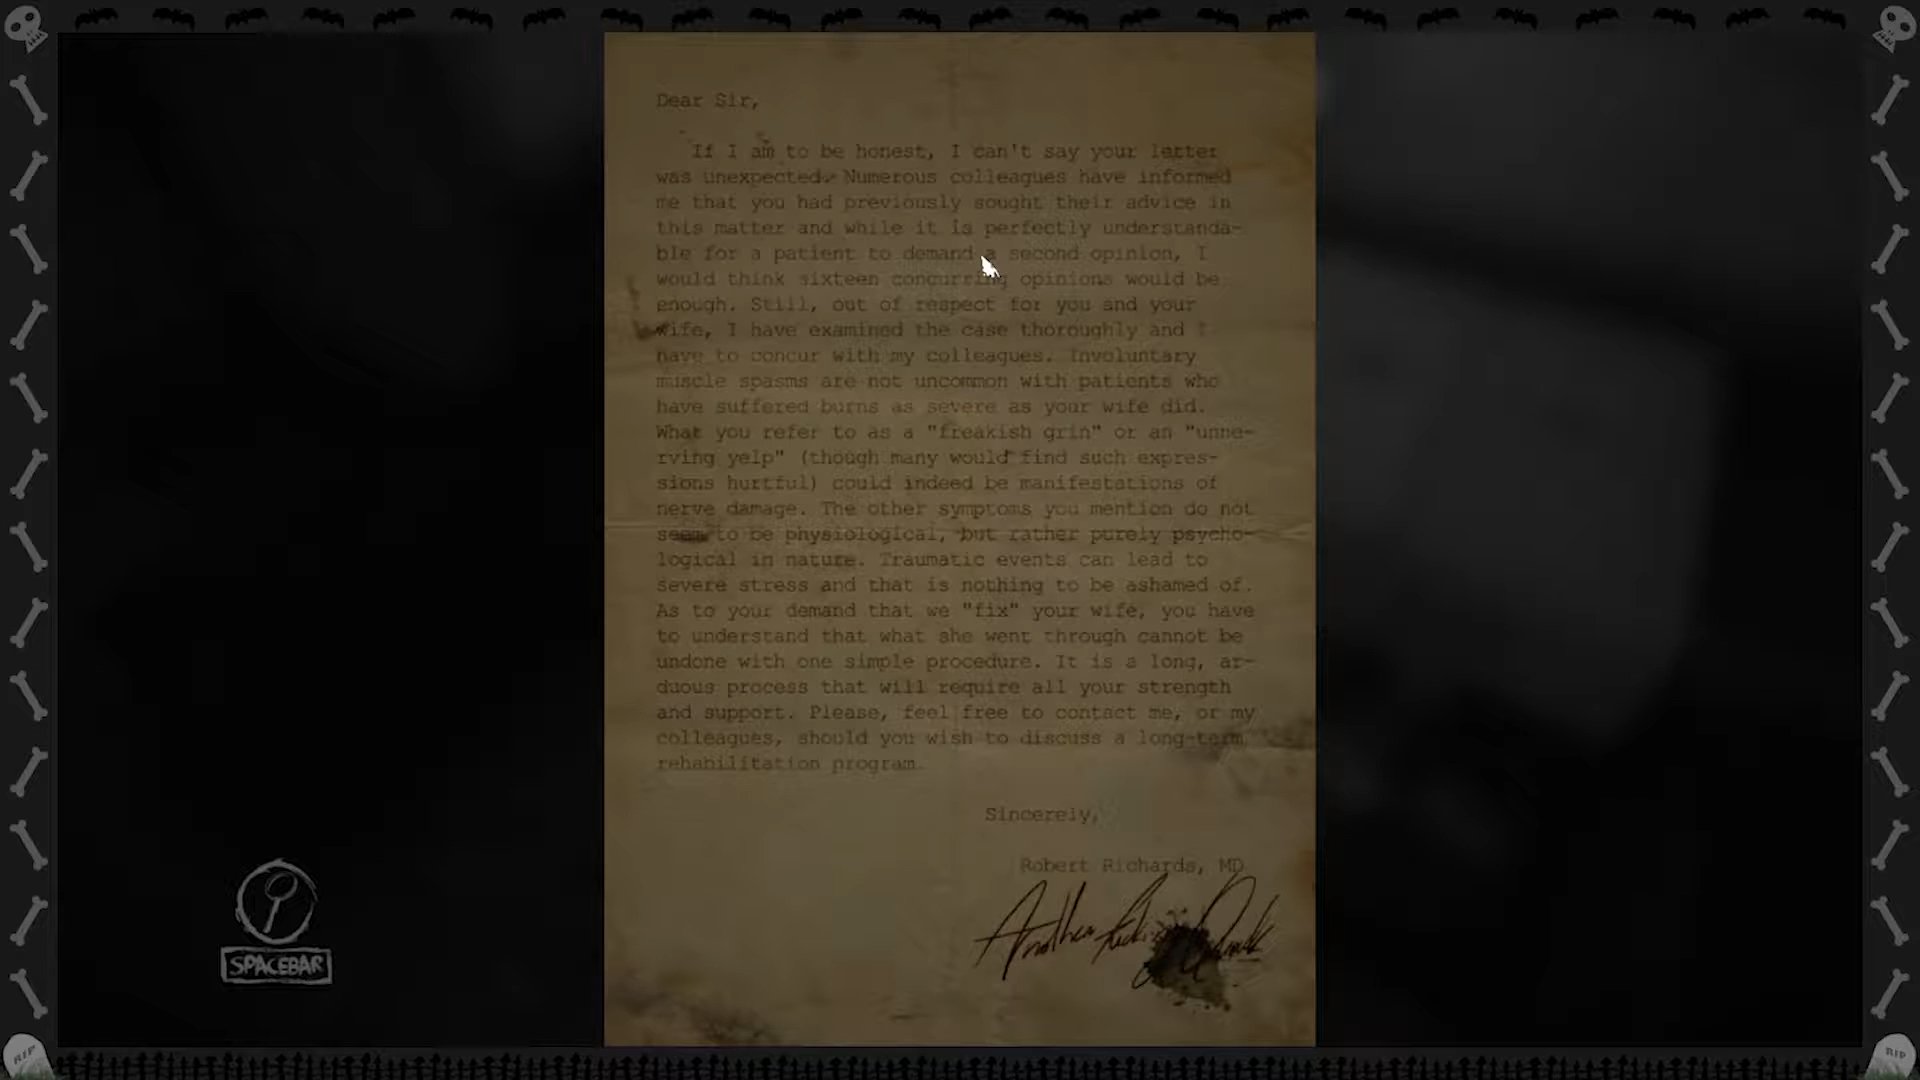 Dear Sir,
If I am to be honest, I can't say your letter
was unexpected. Numerous colleagues have informed
me that you had previously sought their advice in
this matter and while it is perfectly understanda-
ble for a patient to demand a second opinion, I
would think sixteen concurring opinions would be
enough. Still, out of respect for you and your
wife, I have examined the case thoroughly and I
have to concur with my colleagues. Involuntary
muscle spasms are not uncommon with patients who
have suffered burns as severe as your wife did.
What you refer to as a "freakish grin" or an "unne-
rving yelp" (though many would find such expres-
sions hurtful) could indeed be manifestations of
nerve damage. The other symptoms you mention do not
seem to be physiological, but rather purely psycho-
logical in nature. Traumatic events can lead to
severe stress and that is nothing to be ashamed of.
As to your demand that we "fix" your wife, you have
to understand that what she went through cannot be
undone with one simple procedure. It is a long, ar-
duous process that will require all your strength
and support. Please, feel free to contact me, or my
colleagues, should you wish to discuss a long-term
rehabilitation program.
Sincerely,
Robert Richards, MD
SPACEBAR
RIP
RIP